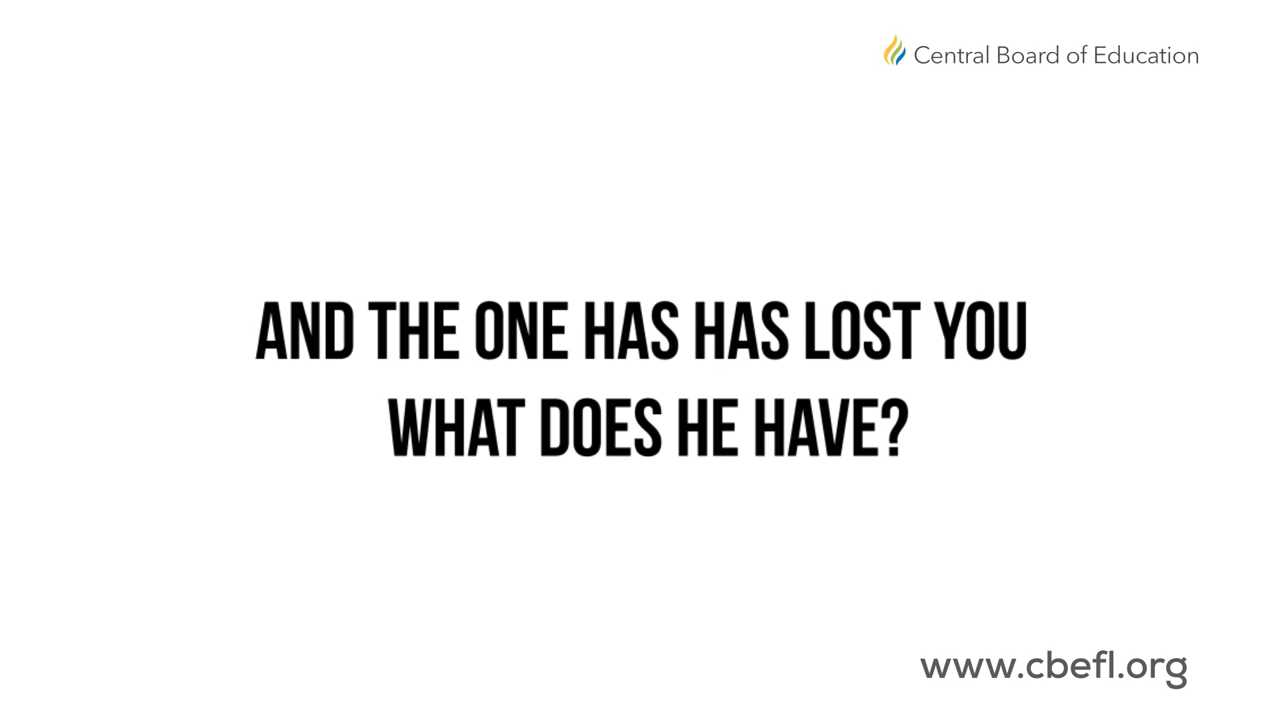 Central Board of Education
AND THE ONE HAS HAS LOST YOU
WHAT DOES HE HAVE?
www.cbefl.org